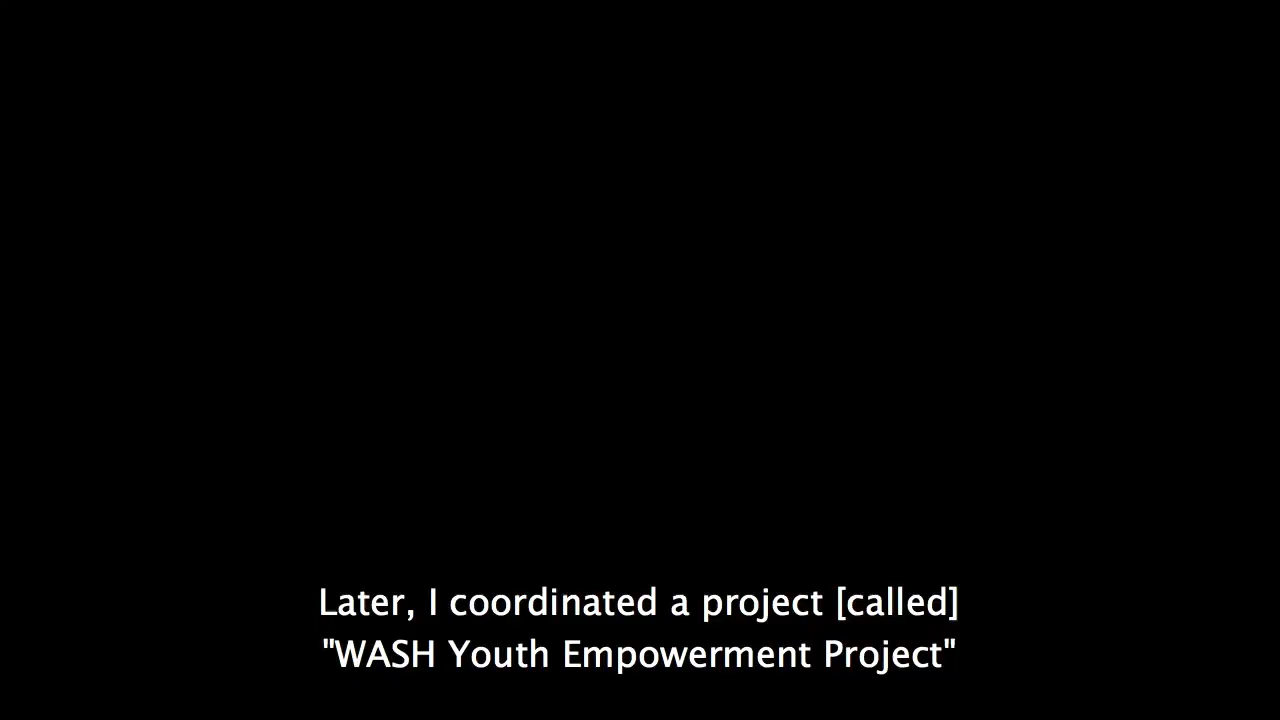 Later, I coordinated a project [called]
"WASH Youth Empowerment Project"